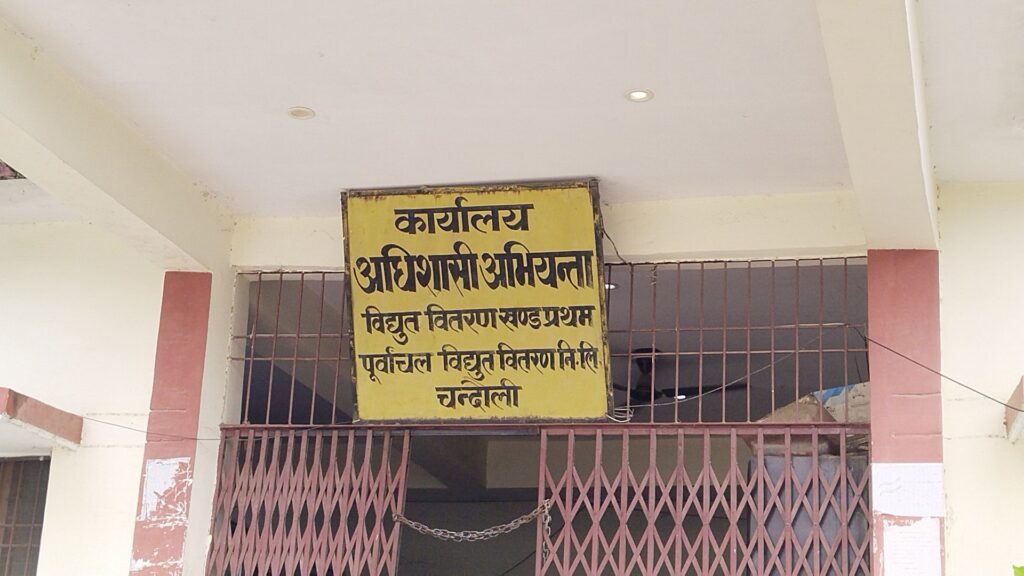 कार्यालय
अधिशासी अभियन्ता
विद्युत वितरण खण्ड प्रथम
पूर्वाचल विद्युत वितरण नि.लि.
चन्दौली